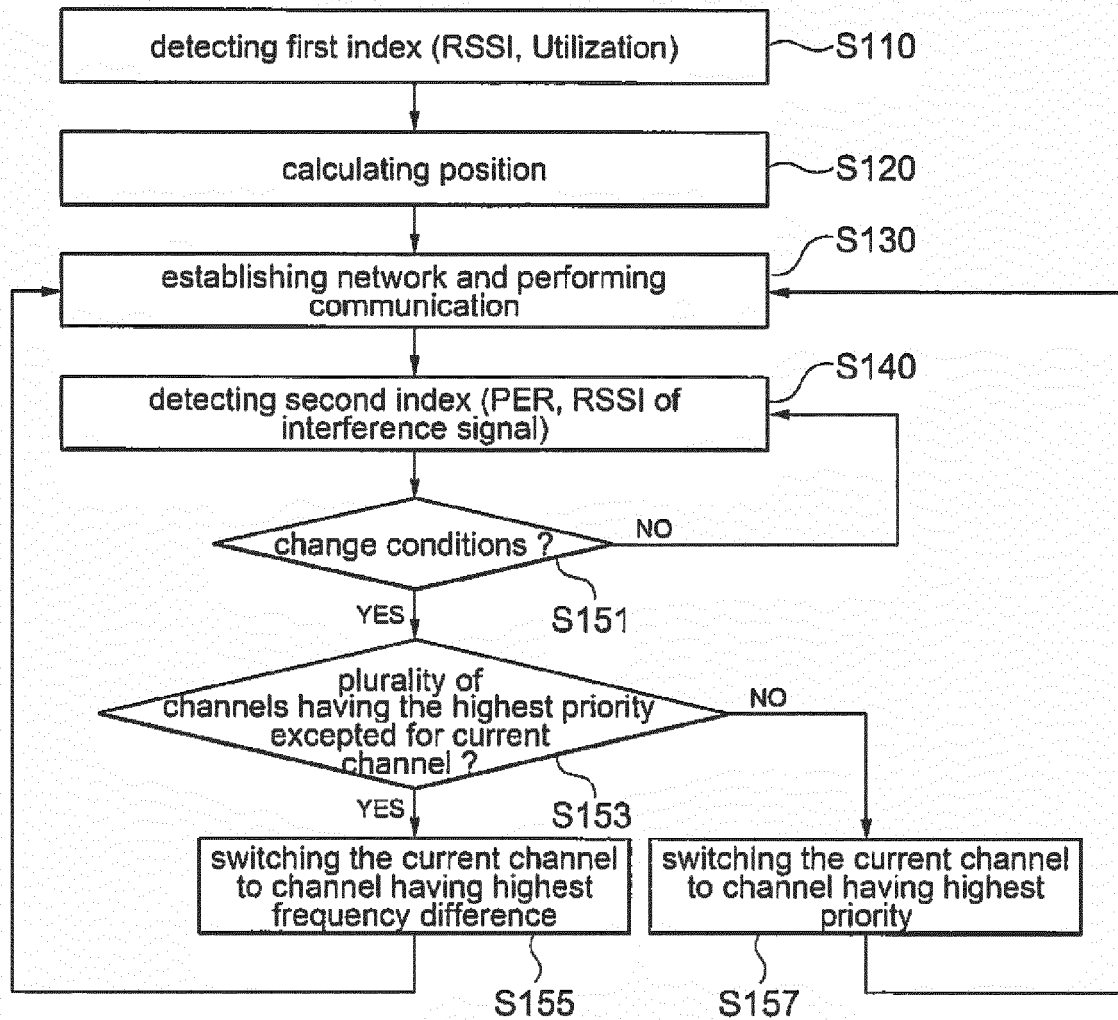 detecting first index (RSSI, Utilization)
S110
calculating position
S120
S130
establishing network and performing
communication
S140
detecting second index (PER, RSSI of
interference signal)
change conditions ?
NO
YES
S151
plurality of
channels having the highest priority
excepted for current
channel ?
NO
YES
S153
switching the current channel
to channel having highest
frequency difference
switching the current channel
to channel having highest
priority
S155
S157